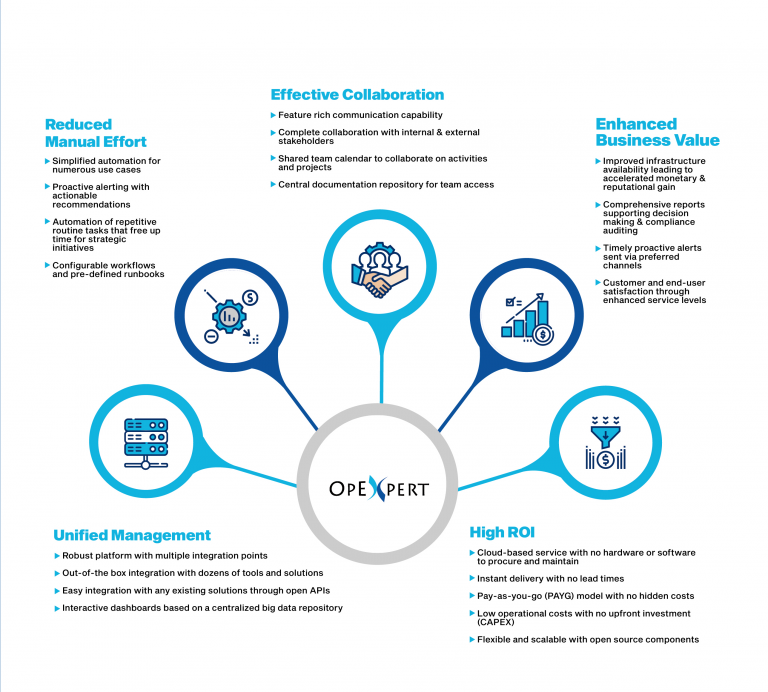 Effective Collaboration
Feature rich communication capability
Complete collaboration with internal & external
stakeholders
Shared team calendar to collaborate on activities
and projects
Central documentation repository for team access
Reduced
Manual Effort
Simplified automation for
numerous use cases
Proactive alerting with
actionable
recommendations
Automation of repetitive
routine tasks that free up
time for strategic
initiatives
Configurable workflows
and pre-defined runbooks
Enhanced
Business Value
Improved infrastructure
availability leading to
accelerated monetary &
reputational gain
Comprehensive reports
supporting decision
making & compliance
auditing
Timely proactive alerts
sent via preferred
channels
Customer and end-user
satisfaction through
enhanced service levels
OPEXPERT
Unified Management
Robust platform with multiple integration points
Out-of-the box integration with dozens of tools and solutions
Easy integration with any existing solutions through open APIs
Interactive dashboards based on a centralized big data repository
High ROI
Cloud-based service with no hardware or software
to procure and maintain
Instant delivery with no lead times
Pay-as-you-go (PAYG) model with no hidden costs
Low operational costs with no upfront investment
(CAPEX)
Flexible and scalable with open source components